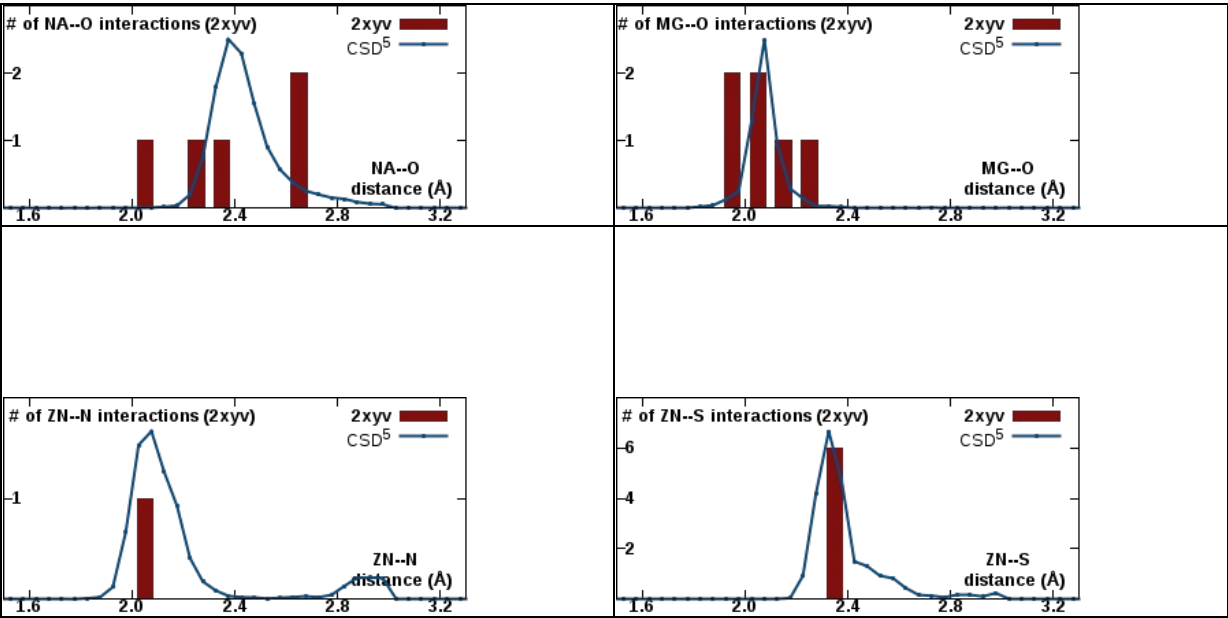 # of NA--O interactions (2xyv)
2xyv
CSD5
2
1
NA--O
distance (Å)
1.6 2.0 2.4 2.8 3.2
# of MG--O interactions (2xyv)
2xyv
CSD5
2
1
MG--O
distance (Å)
1.6 2.0 2.4 2.8 3.2
# of ZN--N interactions (2xyv)
2xyv
CSD5
1
ZN--N
distance (Å)
1.6 2.0 2.4 2.8 3.2
# of ZN--S interactions (2xyv)
2xyv
CSD5
6
4
2
ZN--S
distance (Å)
1.6 2.0 2.4 2.8 3.2